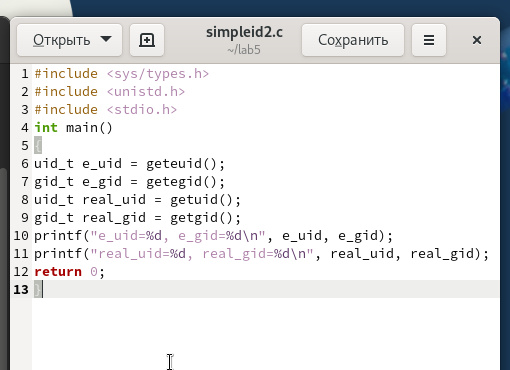 Открыть
simpleid2.c
~/lab5
Сохранить
1 #include <sys/types.h>
2 #include <unistd.h>
3 #include <stdio.h>
4 int main()
5 {
6 uid_t e_uid = geteuid();
7 gid_t e_gid = getegid();
8 uid_t real_uid = getuid();
9 gid_t real_gid = getgid();
10 printf("e_uid=%d, e_gid=%d\n", e_uid, e_gid);
11 printf("real_uid=%d, real_gid=%d\n", real_uid, real_gid);
12 return 0;
13 }